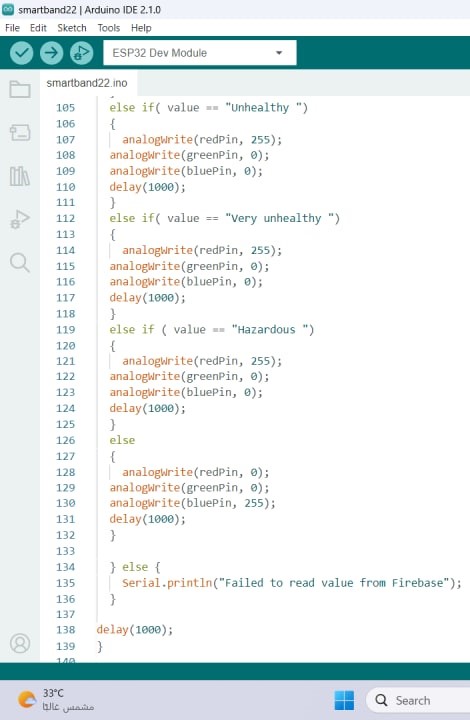 smartband22 | Arduino IDE 2.1.0
File Edit Sketch Tools Help
ESP32 Dev Module
smartband22.ino
105 else if( value == "Unhealthy ")
106 {
107 analogWrite(redPin, 255);
108 analogWrite(greenPin, 0);
109 analogWrite(bluePin, 0);
110 delay(1000);
111 }
112 else if( value == "Very unhealthy ")
113 {
114 analogWrite(redPin, 255);
115 analogWrite(greenPin, 0);
116 analogWrite(bluePin, 0);
117 delay(1000);
118 }
119 else if ( value == "Hazardous ")
120 {
121 analogWrite(redPin, 255);
122 analogWrite(greenPin, 0);
123 analogWrite(bluePin, 0);
124 delay(1000);
125 }
126 else
127 {
128 analogWrite(redPin, 0);
129 analogWrite(greenPin, 0);
130 analogWrite(bluePin, 255);
131 delay(1000);
132 }
133
134 } else {
135 Serial.println("Failed to read value from Firebase");
136 }
137
138 delay(1000);
139 }
140
33°C
مشمس غالبًا
Search